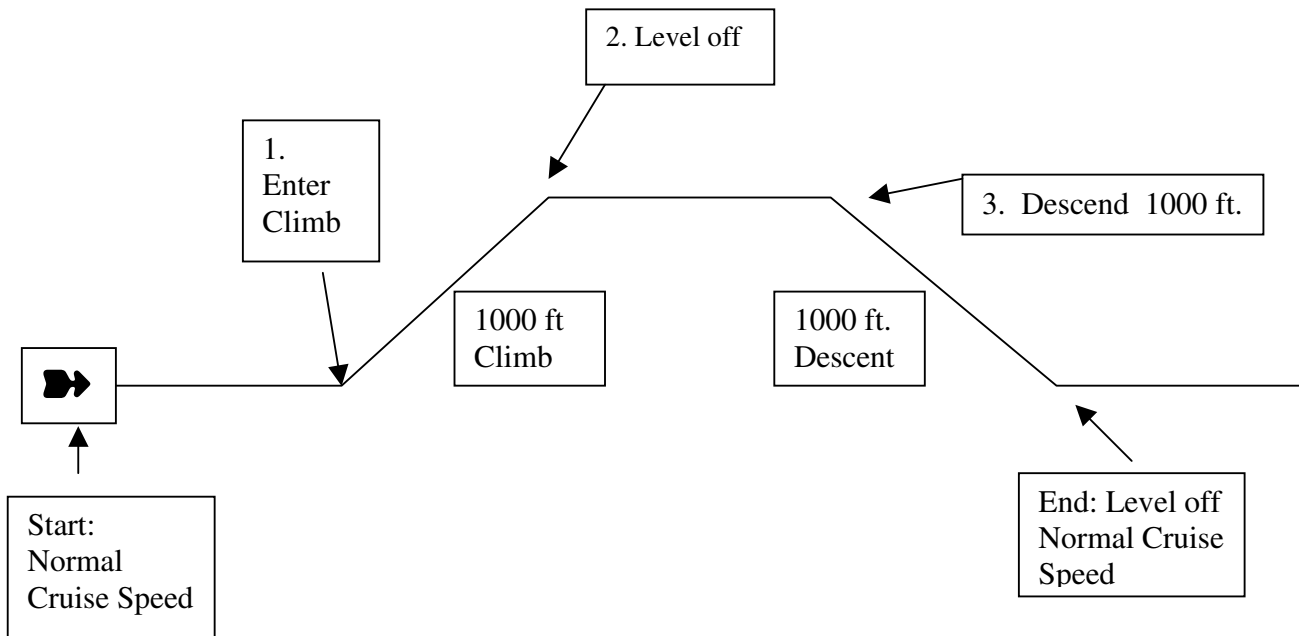 2. Level off
1.
Enter
Climb
3.  Descend  1000 ft.
1000 ft
Climb
1000 ft.
Descent
Start:
Normal
Cruise Speed
End: Level off
Normal Cruise
Speed